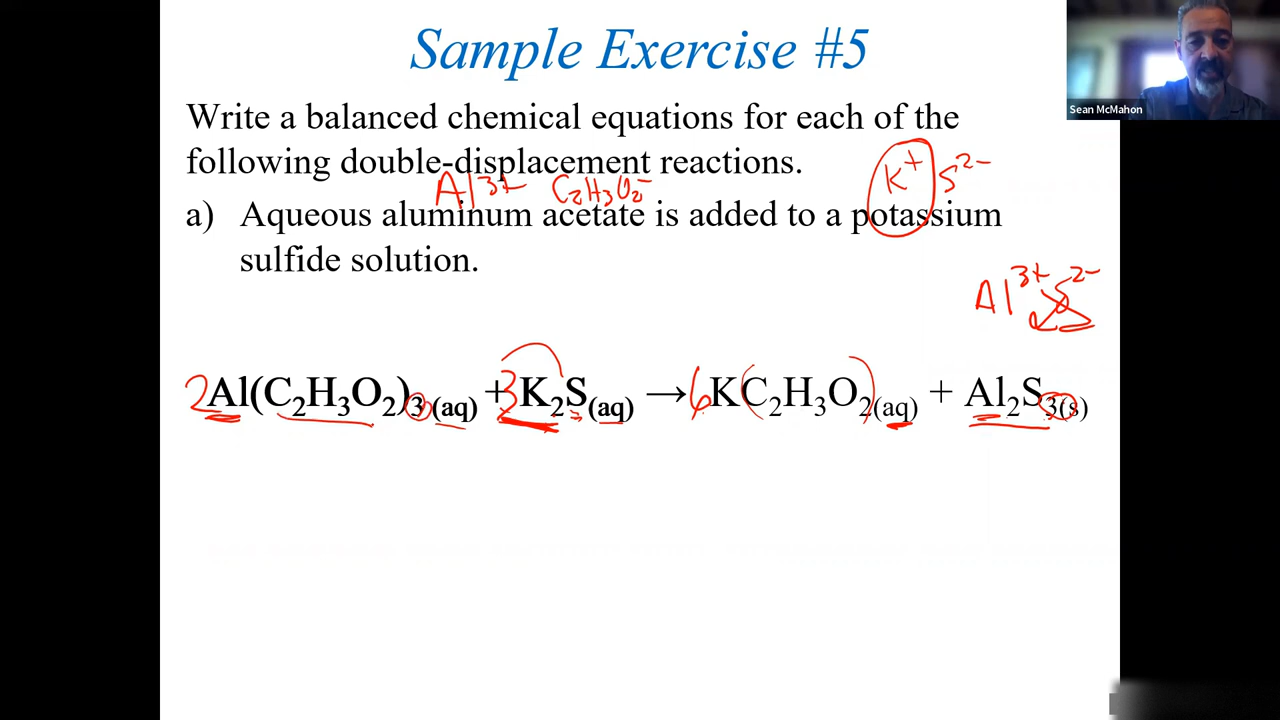 Sample Exercise #5
Sean McMahon
Write a balanced chemical equations for each of the
following double-displacement reactions.
K⁺ S²⁻
Al³⁺ C₂H₃O₂⁻
a) Aqueous aluminum acetate is added to a potassium
sulfide solution.
Al³⁺ S²⁻
2Al(C₂H₃O₂)₃ (aq) + 3K₂S(aq) → 6K(C₂H₃O₂)(aq) + Al₂S₃(s)